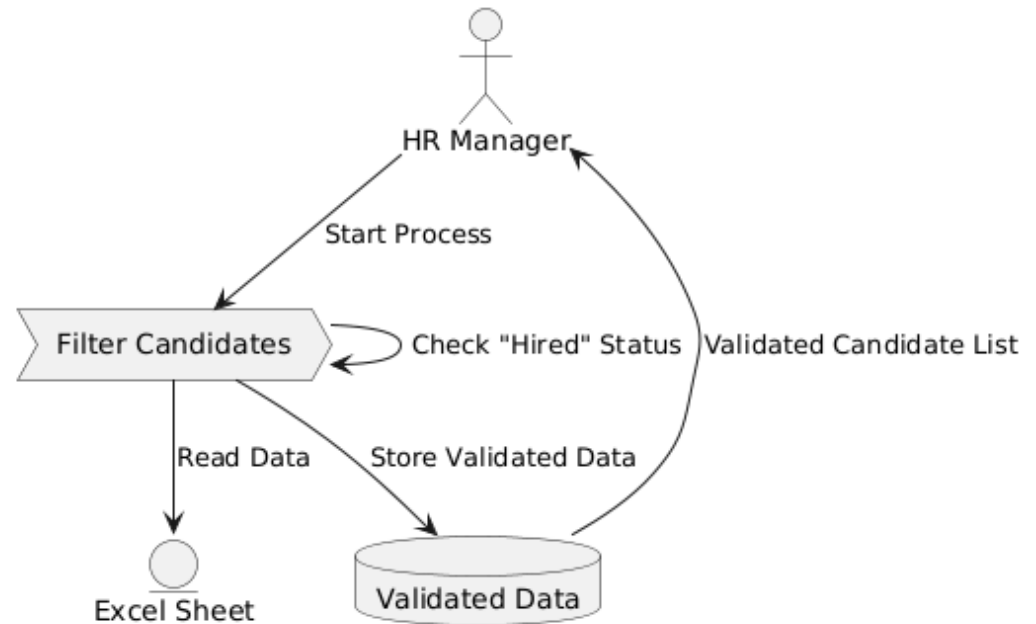 HR Manager
Start Process
Filter Candidates
Check "Hired" Status
Validated Candidate List
Read Data
Store Validated Data
Excel Sheet
Validated Data